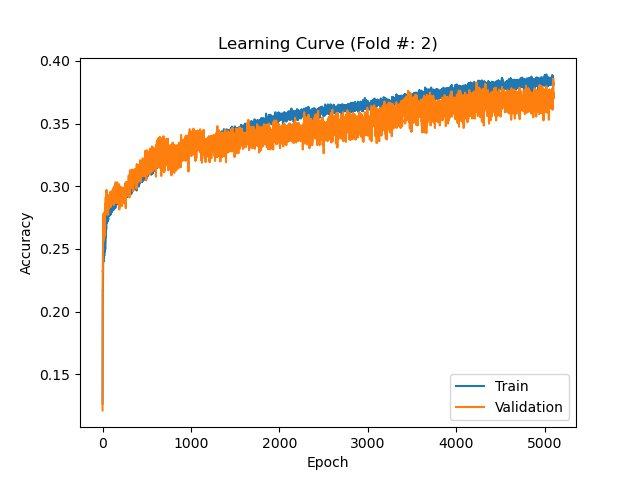 Learning Curve (Fold #: 2)
0.40
0.35
0.30
0.25
0.20
0.15
Accuracy
0 1000 2000 3000 4000 5000
Epoch
Train
Validation